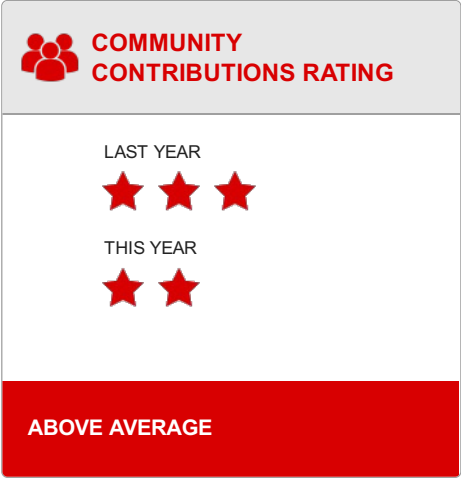 COMMUNITY
CONTRIBUTIONS RATING
LAST YEAR
THIS YEAR
ABOVE AVERAGE